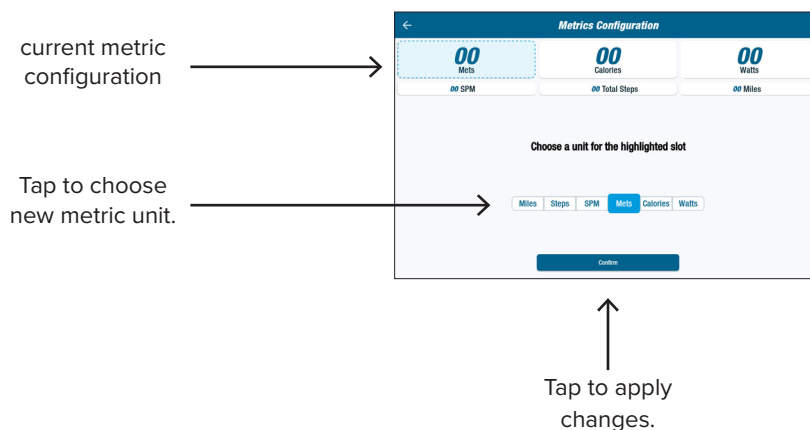 Metrics Configuration
current metric
configuration
00 00 00
Mets Calories Watts
00 SPM 00 Total Steps 00 Miles
Choose a unit for the highlighted slot
Tap to choose
new metric unit.
Miles Steps SPM Mets Calories Watts
Confirm
Tap to apply
changes.